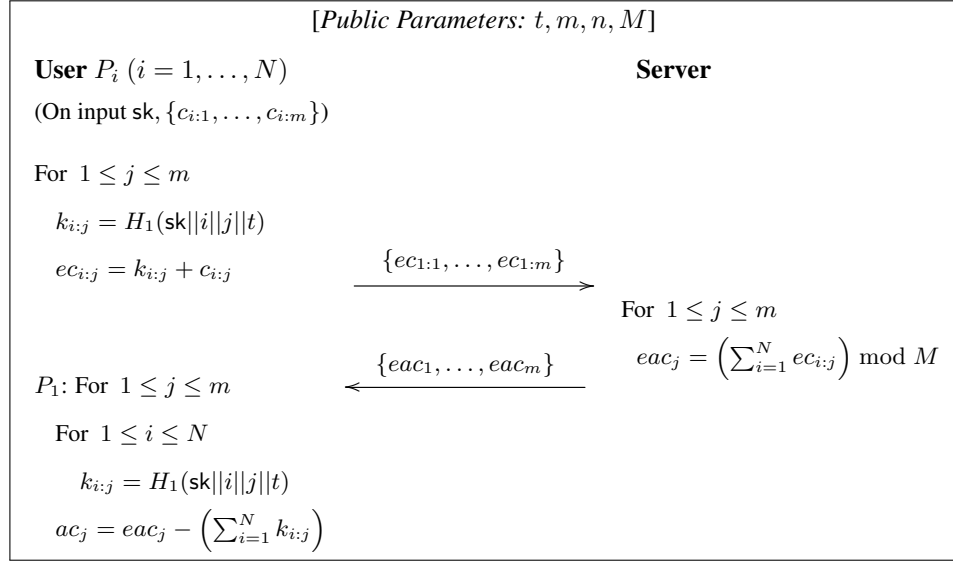 [Public Parameters: t, m, n, M]
User P_i (i = 1, . . . , N)
Server
(On input sk, {c_{i:1}, . . . , c_{i:m}})
For 1 ≤ j ≤ m
k_{i:j} = H_1(sk||i||j||t)
ec_{i:j} = k_{i:j} + c_{i:j}
{ec_{1:1}, . . . , ec_{1:m}}
For 1 ≤ j ≤ m
eac_j = (∑_{i=1}^{N} ec_{i:j}) mod M
{eac_1, . . . , eac_m}
P_1: For 1 ≤ j ≤ m
For 1 ≤ i ≤ N
k_{i:j} = H_1(sk||i||j||t)
ac_j = eac_j − (∑_{i=1}^{N} k_{i:j})